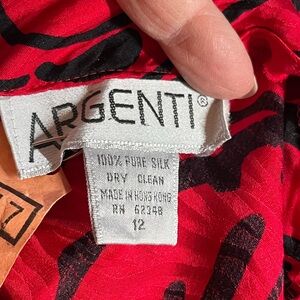 ARGENTI®
100% PURE SILK
DRY CLEAN
MADE IN HONG KONG
RN 62348
12